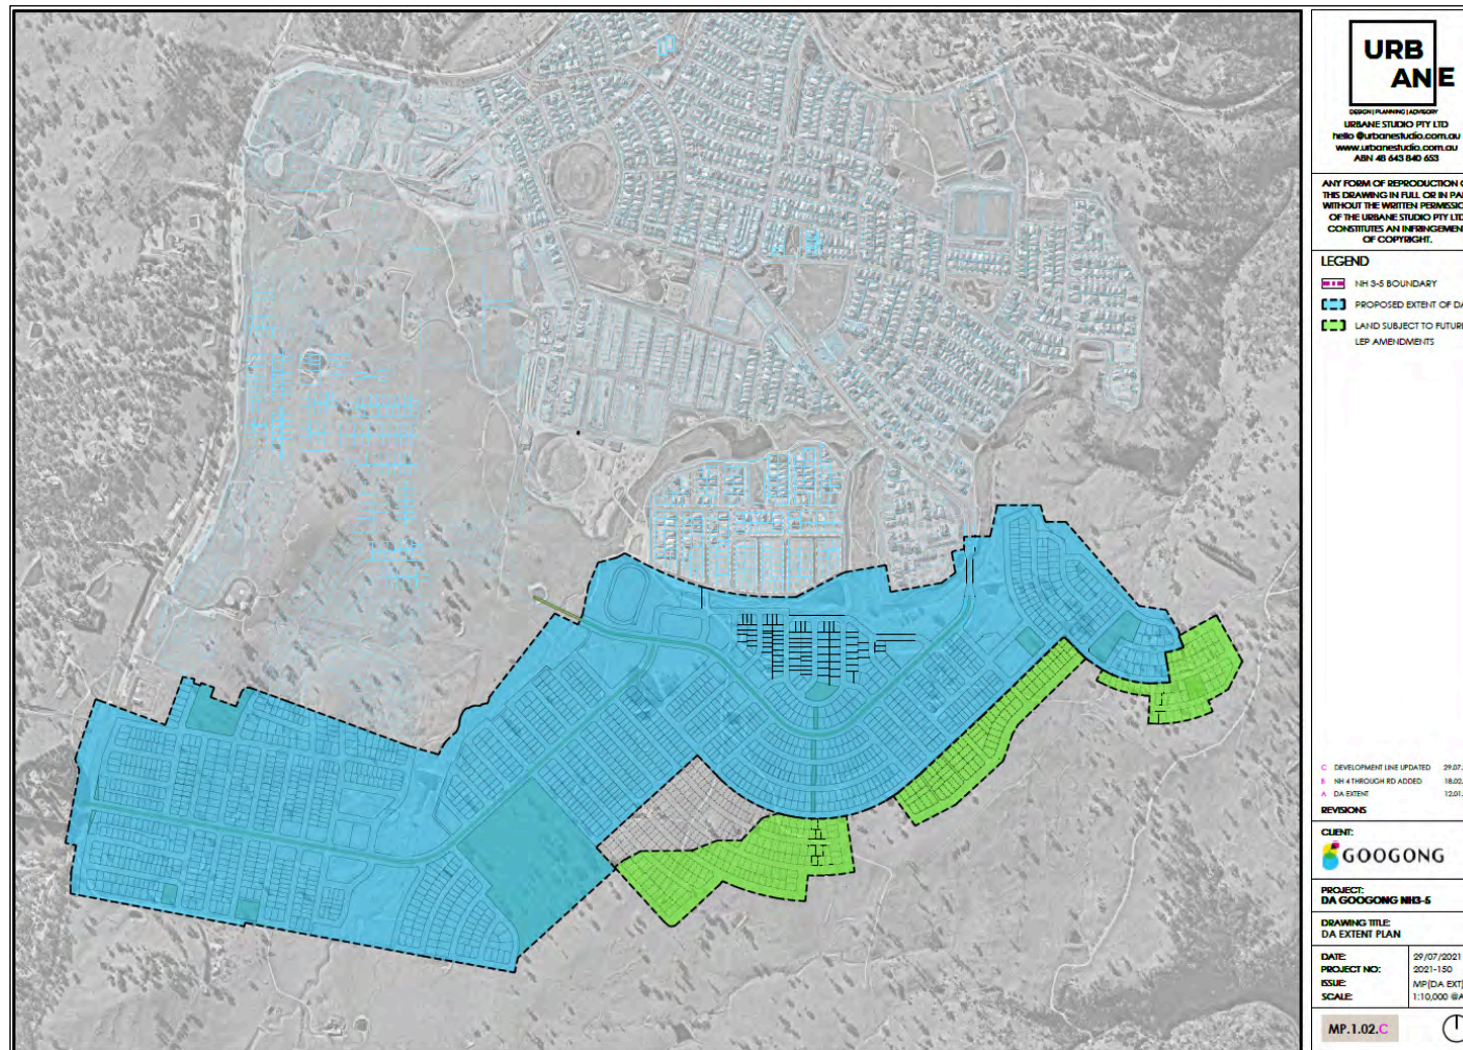 URB
ANE
DESIGN | PLANNING | ADVISORY
URBANE STUDIO PTY LTD
hello @urbanestudio.com.au
www.urbanestudio.com.au
ABN 48 643 840 653
ANY FORM OF REPRODUCTION O
THIS DRAWING IN FULL OR IN PA
WITHOUT THE WRITTEN PERMISSIO
OF THE URBANE STUDIO PTY LTD
CONSTITUTES AN INFRINGEMEN
OF COPYRIGHT.
LEGEND
NH 3-5 BOUNDARY
PROPOSED EXTENT OF DA
LAND SUBJECT TO FUTURE
LEP AMENDMENTS
C DEVELOPMENT LINE UPDATED 29.07.
B NH 4 THROUGH RD ADDED 18.02.
A DA EXTENT 12.01.
REVISIONS
CLIENT:
GOOGONG
PROJECT:
DA GOOGONG NH3-5
DRAWING TITLE:
DA EXTENT PLAN
DATE: 29/07/2021
PROJECT NO: 2021-150
ISSUE: MP(DA EXT)
SCALE: 1:10,000 @A
MP.1.02.C